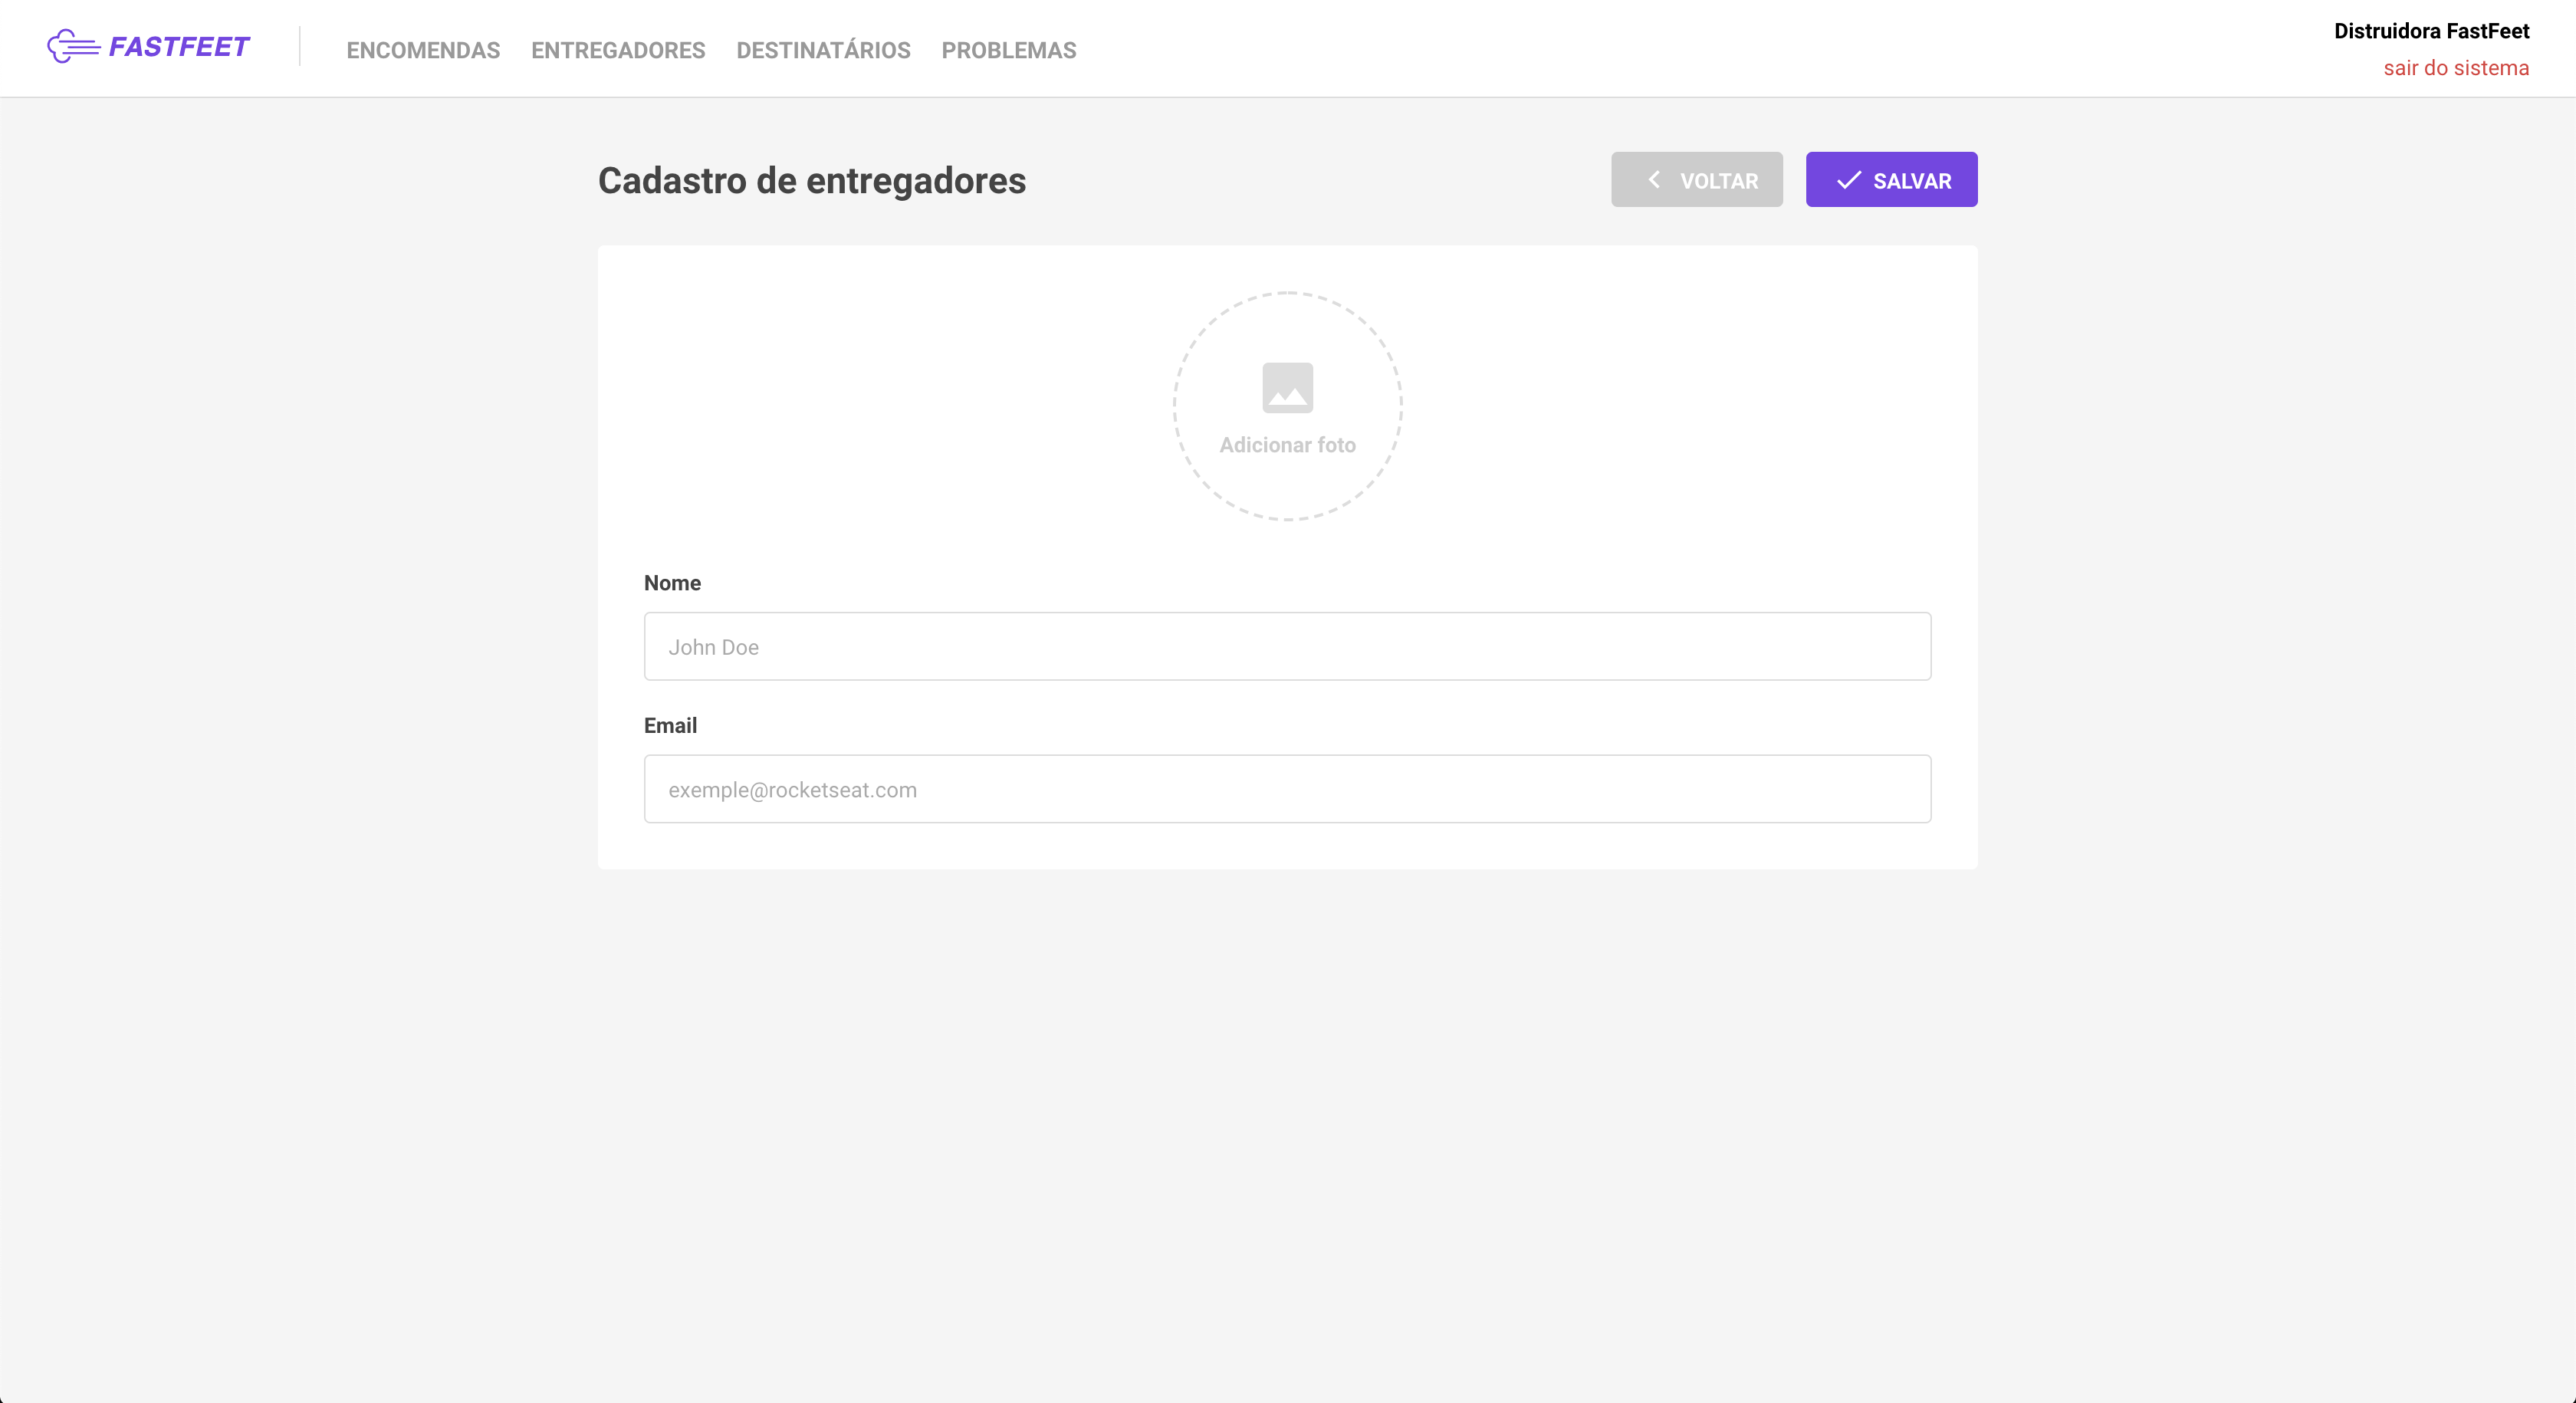 FASTFEET
ENCOMENDAS ENTREGADORES DESTINATÁRIOS PROBLEMAS
Distruidora FastFeet
sair do sistema
Cadastro de entregadores
VOLTAR
SALVAR
Adicionar foto
Nome
John Doe
Email
exemple@rocketseat.com